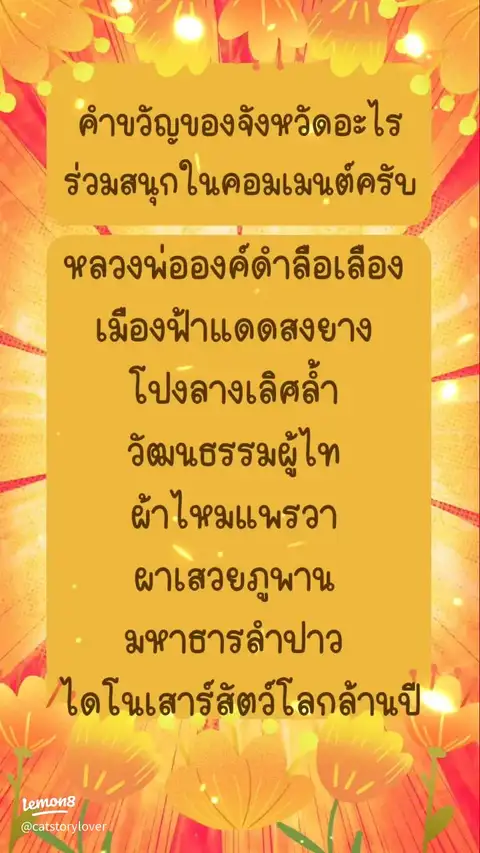 คำขวัญของจังหวัดอะไร
ร่วมสนุกในคอมเมนต์ครับ
หลวงพ่อองค์ดำลือเลือง
เมืองฟ้าแดดสงยาง
โปงลางเลิศล้ำ
วัฒนธรรมผู้ไท
ผ้าไหมแพรวา
ผาเสวยภูพาน
มหาธารลำปาว
ไดโนเสาร์สัตว์โลกล้านปี
lemon8
@catstorylover